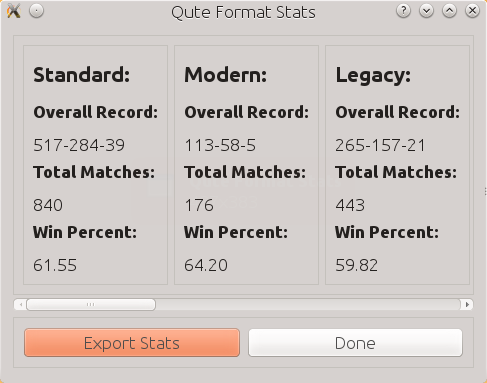 Qute Format Stats
Standard:
Overall Record:
517-284-39
Total Matches:
840
Win Percent:
61.55
Modern:
Overall Record:
113-58-5
Total Matches:
176
Win Percent:
64.20
Legacy:
Overall Record:
265-157-21
Total Matches:
443
Win Percent:
59.82
Export Stats
Done